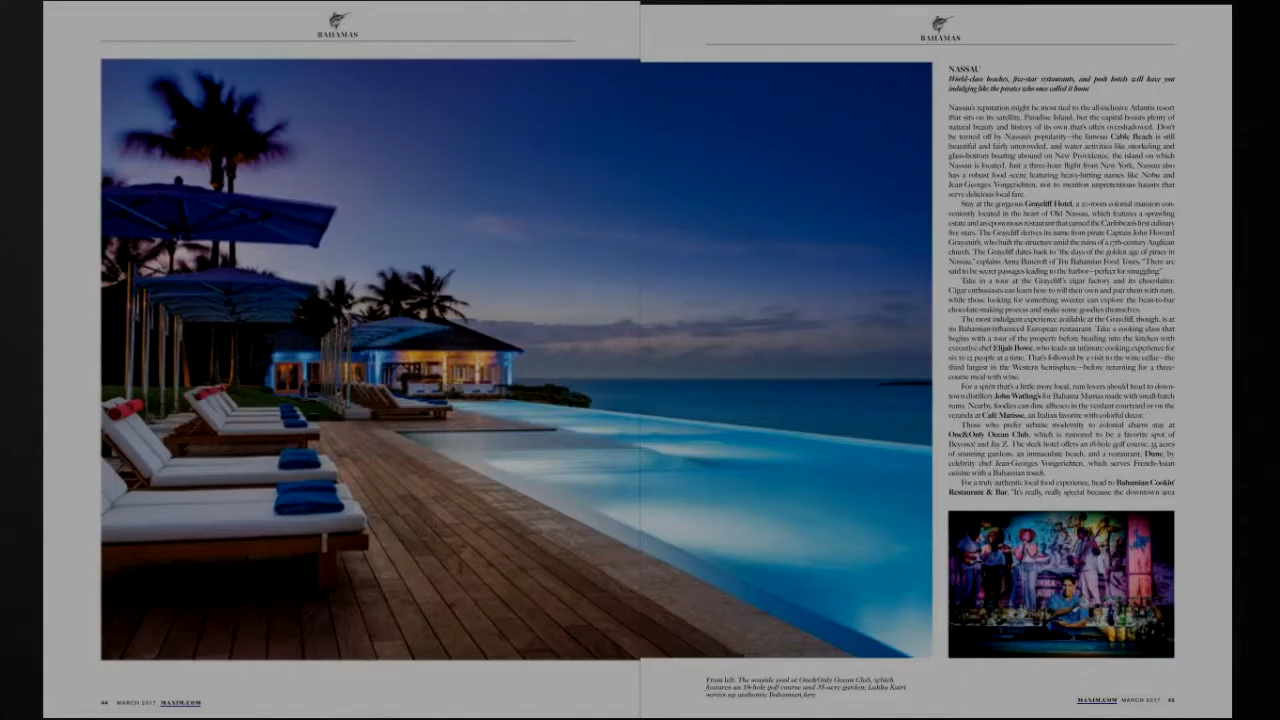 BAHAMAS
BAHAMAS
NASSAU
World-class beaches, five-star restaurants, and posh hotels will have you
indulging like the pirates who once called it home
Nassau's reputation might be most tied to the all-inclusive Atlantis resort
that sits on its satellite, Paradise Island, but the capital boasts plenty of
natural beauty and history of its own that's often overshadowed. Don't
be turned off by Nassau's popularity—the famous Cable Beach is still
beautiful and fairly uncrowded, and water activities like snorkeling and
glass-bottom boating abound on New Providence, the island on which
Nassau is located. Just a three-hour flight from New York, Nassau also
has a robust food scene featuring heavy-hitting names like Nobu and
Jean-Georges Vongerichten, not to mention unpretentious haunts that
serve delicious local fare.
Stay at the gorgeous Graycliff Hotel, a 20-room colonial mansion con-
veniently located in the heart of Old Nassau, which features a sprawling
estate and an eponymous restaurant that earned the Caribbean's first culinary
five stars. The Graycliff derives its name from pirate Captain John Howard
Graysmith, who built the structure amid the ruins of a 17th-century Anglican
church. The Graycliff dates back to "the days of the golden age of piracy in
Nassau," explains Anna Bancroft of Tru Bahamian Food Tours. "There are
said to be secret passages leading to the harbor—perfect for smuggling."
Take in a tour at the Graycliff's cigar factory and its chocolatier.
Cigar enthusiasts can learn how to roll their own and pair them with rum,
while those looking for something sweeter can explore the bean-to-bar
chocolate-making process and make some goodies themselves.
The most indulgent experience available at the Graycliff, though, is at
its Bahamian-influenced European restaurant. Take a cooking class that
begins with a tour of the property before heading into the kitchen with
executive chef Elijah Bowe, who leads an intimate cooking experience for
six to 12 people at a time. That's followed by a visit to the wine cellar—the
third largest in the Western hemisphere—before returning for a three-
course meal with wine.
For a spirit that's a little more local, rum lovers should head to down-
town distillery John Watling's for Bahama Mamas made with small-batch
rums. Nearby, foodies can dine alfresco in the verdant courtyard or on the
veranda at Café Matisse, an Italian favorite with colorful decor.
Those who prefer urbane modernity to colonial charm stay at
One&Only Ocean Club, which is rumored to be a favorite spot of
Beyoncé and Jay Z. The sleek hotel offers an 18-hole golf course, 35 acres
of stunning gardens, an immaculate beach, and a restaurant, Dune, by
celebrity chef Jean-Georges Vongerichten, which serves French-Asian
cuisine with a Bahamian touch.
For a truly authentic local food experience, head to Bahamian Cookin'
Restaurant & Bar. "It's really, really special because the downtown area
From left: The seaside pool at One&Only Ocean Club, which
features an 18-hole golf course and 35-acre garden; Lukku Kairi
serves up authentic Bahamian fare
44 MARCH 2017 MAXIM.COM
MAXIM.COM MARCH 2017 45